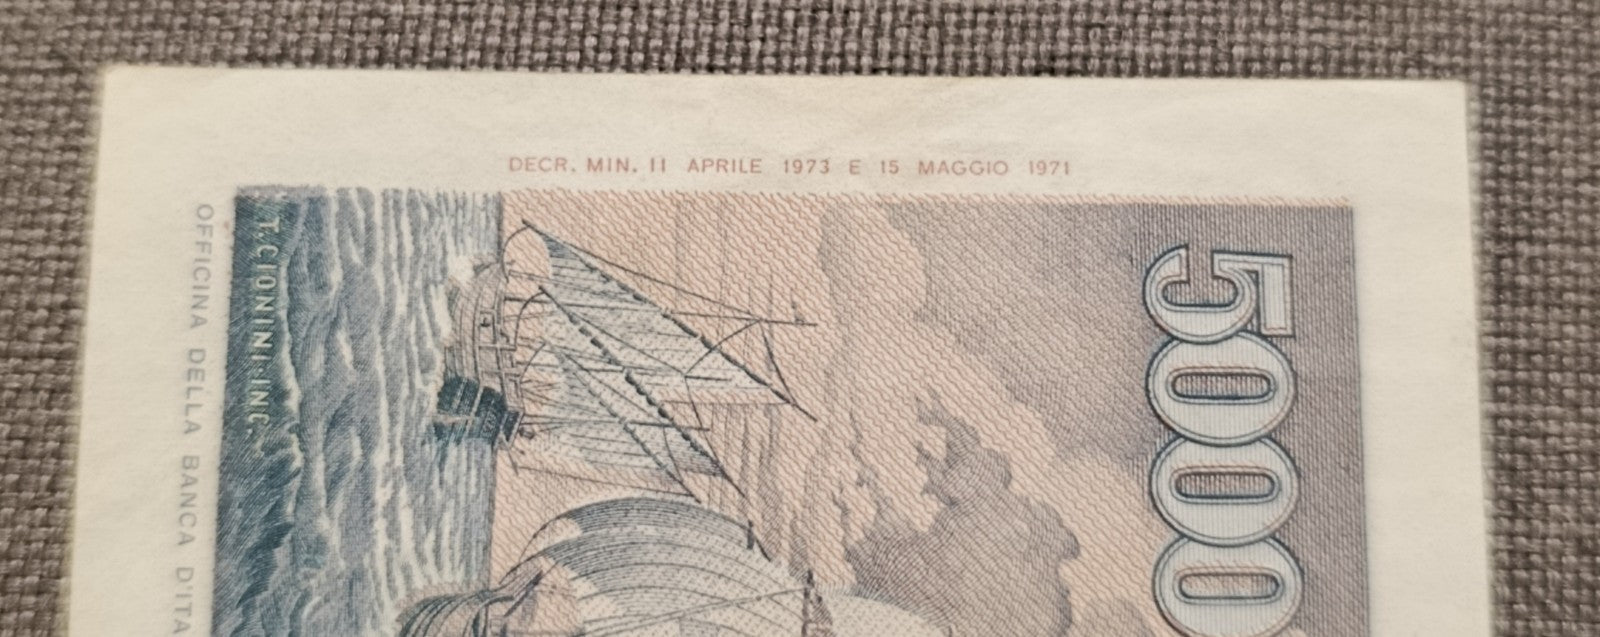 DECR. MIN. 11 APRILE 1973 E 15 MAGGIO 1971
5000
T. CIONINI·INC.
OFFICINA DELLA BANCA D'ITA